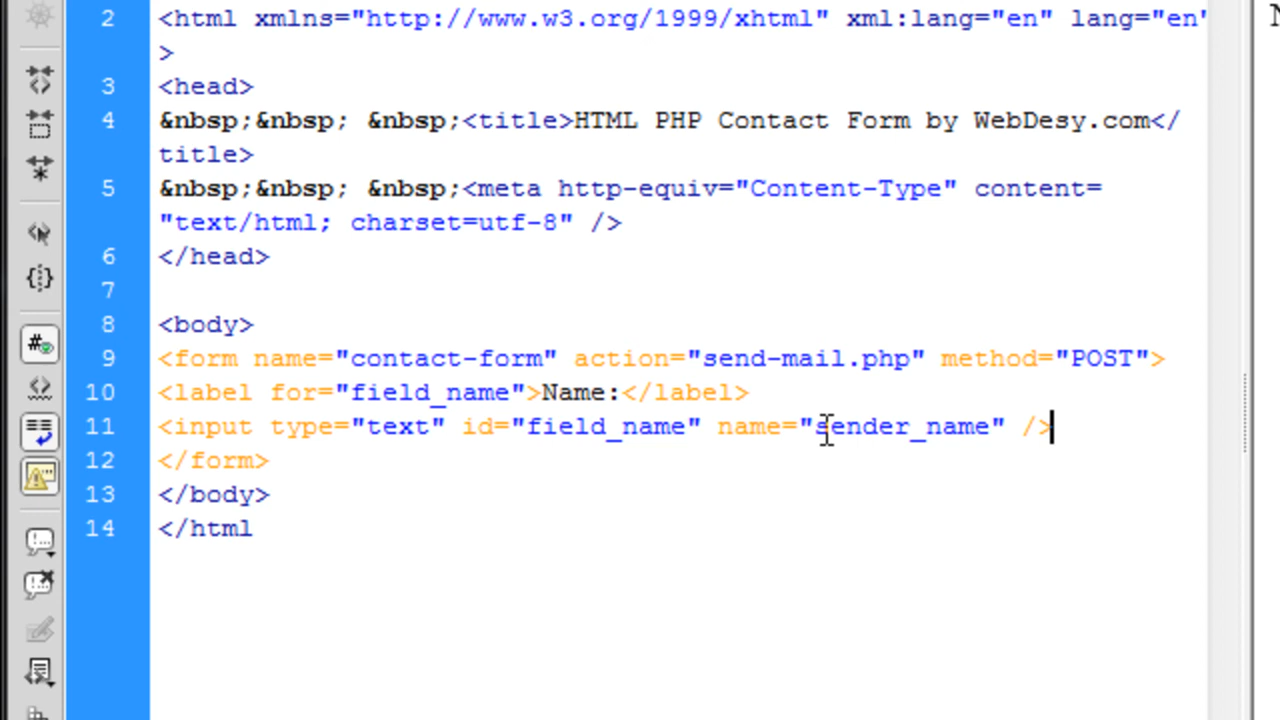 2 <html xmlns="http://www.w3.org/1999/xhtml" xml:lang="en" lang="en"
>
3 <head>
4 &nbsp;&nbsp; &nbsp;<title>HTML PHP Contact Form by WebDesy.com</
title>
5 &nbsp;&nbsp; &nbsp;<meta http-equiv="Content-Type" content=
"text/html; charset=utf-8" />
6 </head>
7
8 <body>
9 <form name="contact-form" action="send-mail.php" method="POST">
10 <label for="field_name">Name:</label>
11 <input type="text" id="field_name" name="sender_name" />
12 </form>
13 </body>
14 </html